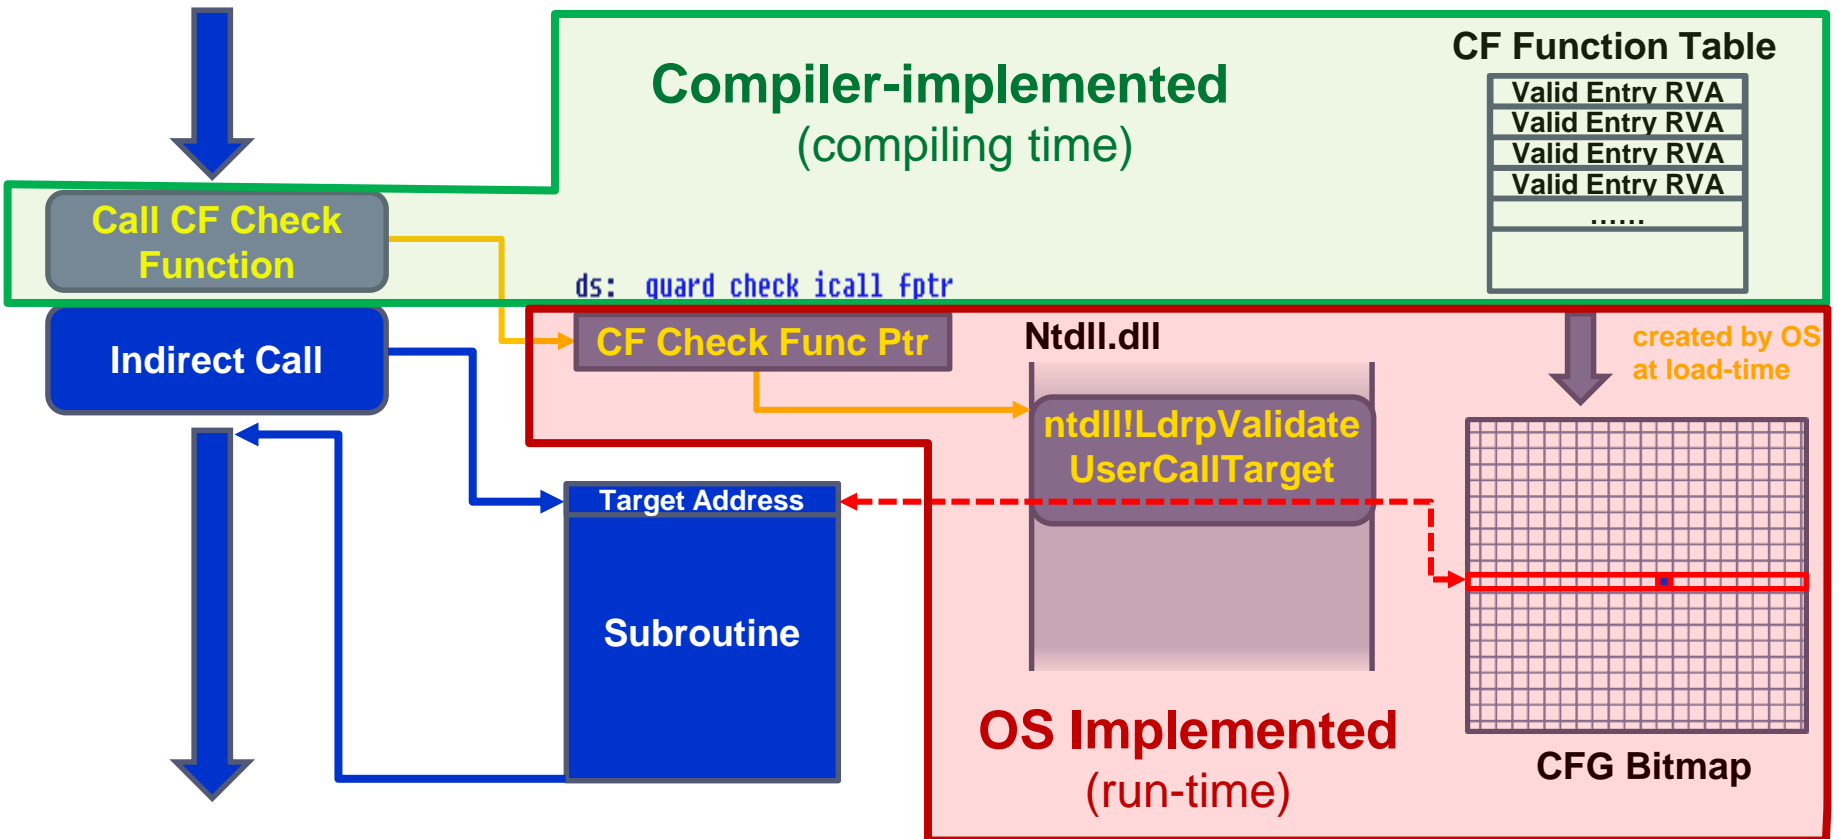 Compiler-implemented
(compiling time)
CF Function Table
Valid Entry RVA
Valid Entry RVA
Valid Entry RVA
Valid Entry RVA
......
Call CF Check
Function
ds: guard check icall fptr
Indirect Call
CF Check Func Ptr
Ntdll.dll
created by OS
at load-time
ntdll!LdrpValidate
UserCallTarget
Target Address
Subroutine
OS Implemented
(run-time)
CFG Bitmap